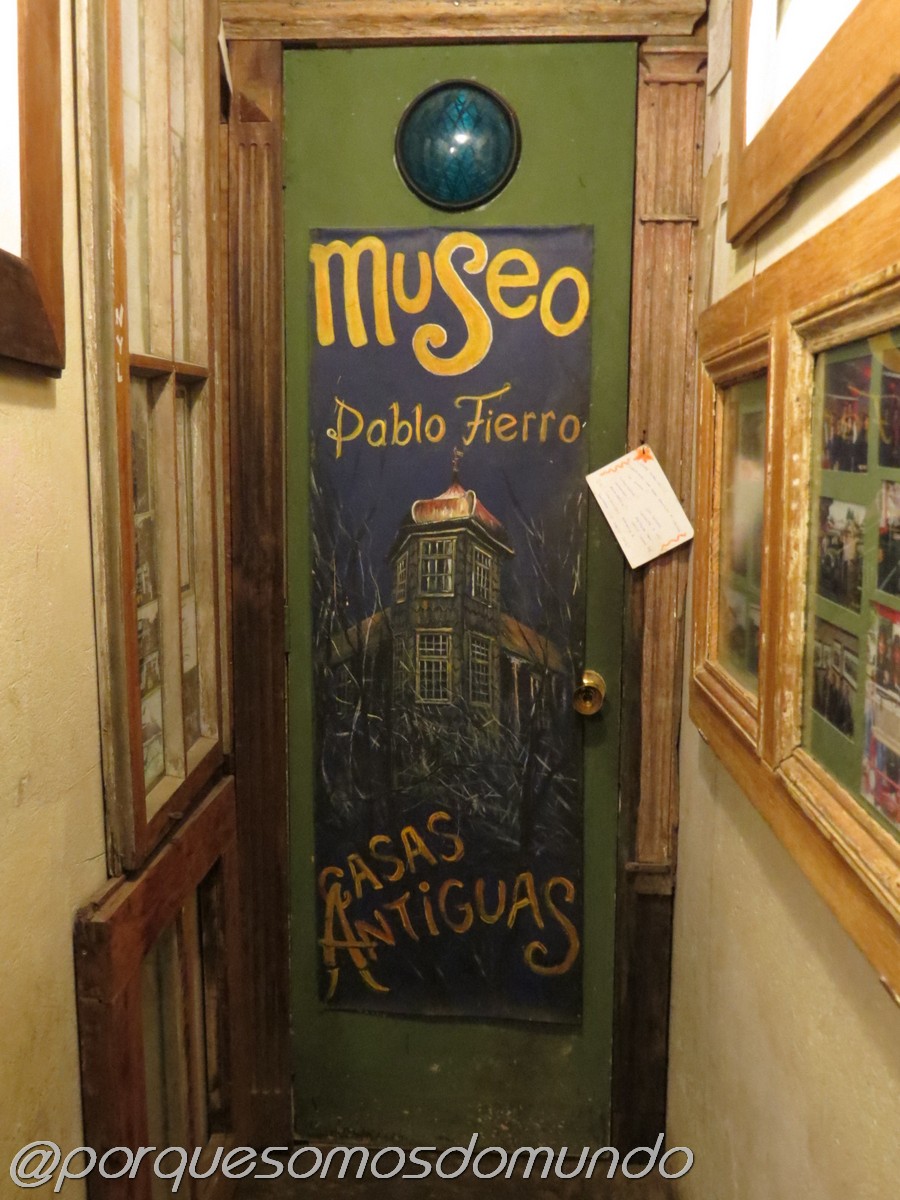 museo
Pablo Fierro
CASAS
ANTiGUAS
@porquesomosdomundo